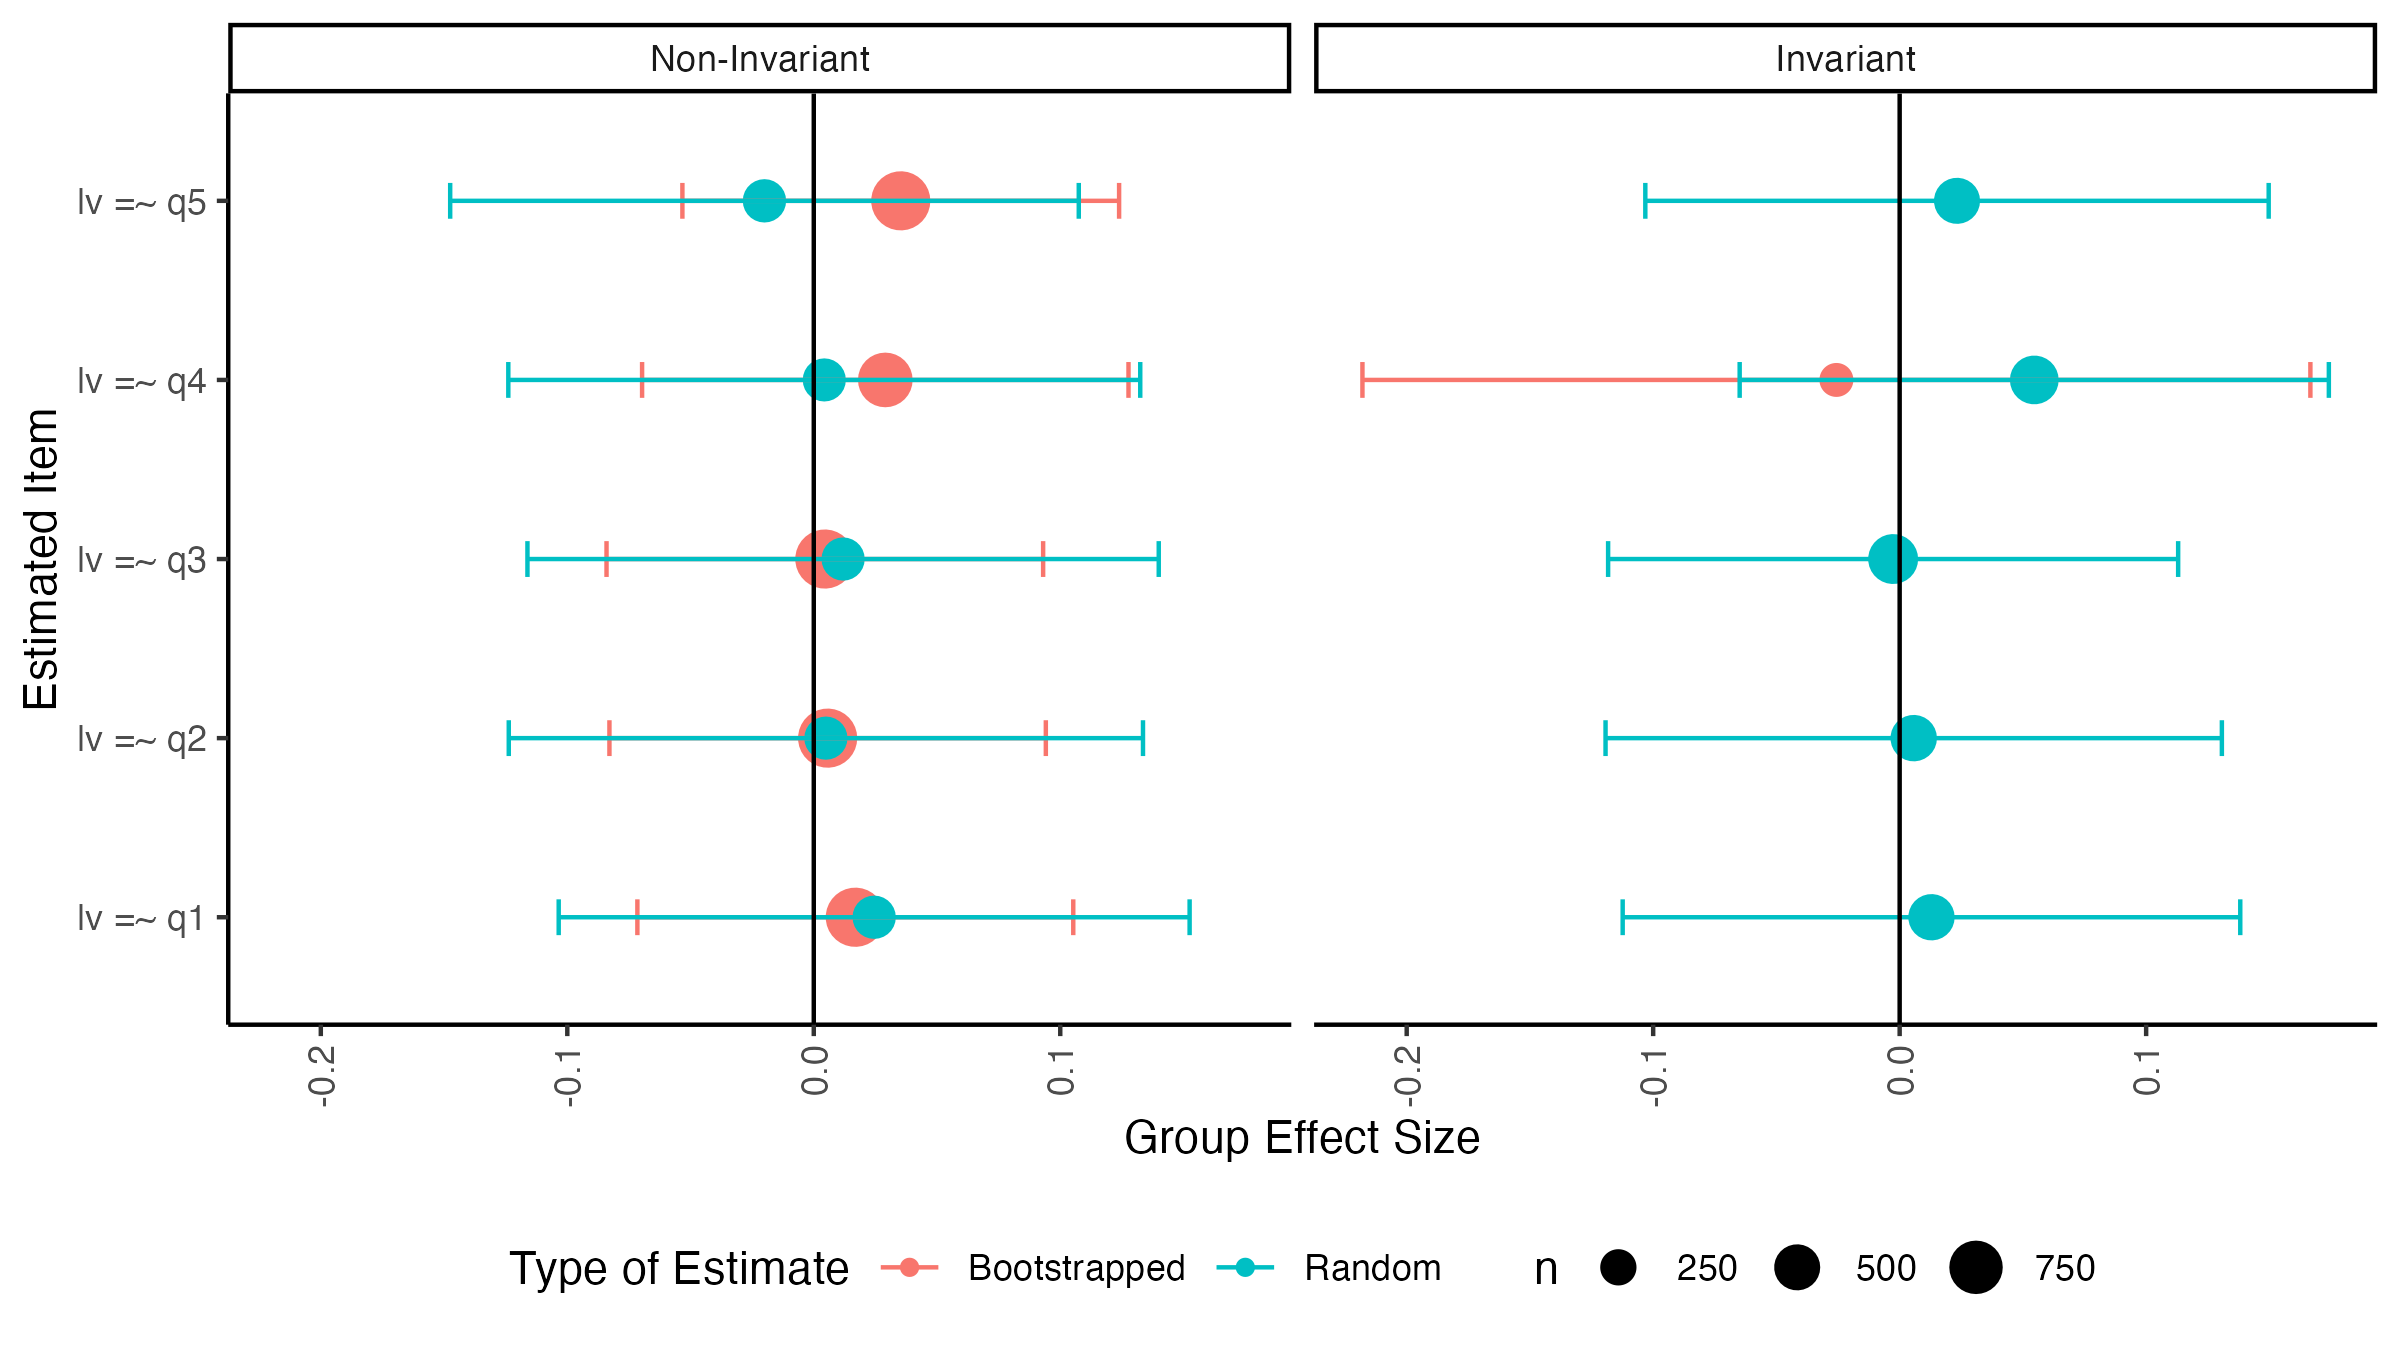 Non-Invariant
Invariant
Estimated Item
lv =~ q5
lv =~ q4
lv =~ q3
lv =~ q2
lv =~ q1
-0.2 -0.1 0.0 0.1
-0.2 -0.1 0.0 0.1
Group Effect Size
Type of Estimate Bootstrapped Random n 250 500 750